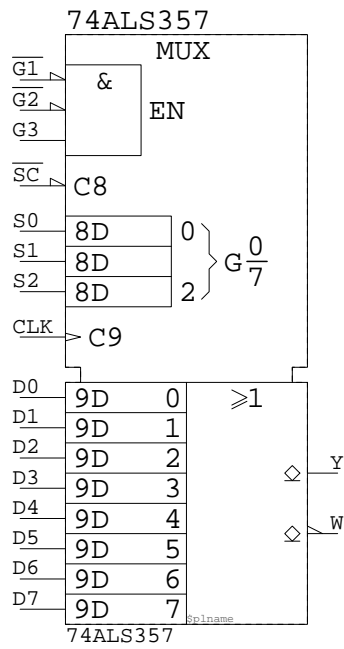 74ALS357
MUX
G1
&
G2
EN
G3
SC
C8
S0
8D
0
S1
8D
G 0/7
S2
8D
2
CLK
C9
D0
9D
0
⩾1
D1
9D
1
D2
9D
2
D3
9D
3
Y
D4
9D
4
D5
9D
5
W
D6
9D
6
D7
9D
7
$plname
74ALS357